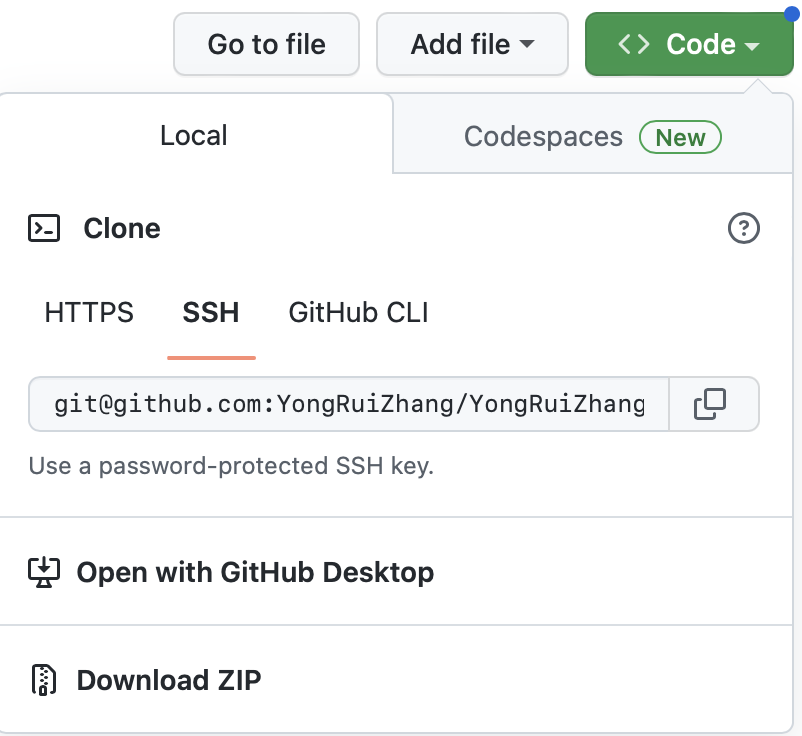 Go to file Add file Code
Local Codespaces New
Clone
HTTPS SSH GitHub CLI
git@github.com:YongRuiZhang/YongRuiZhang
Use a password-protected SSH key.
Open with GitHub Desktop
Download ZIP